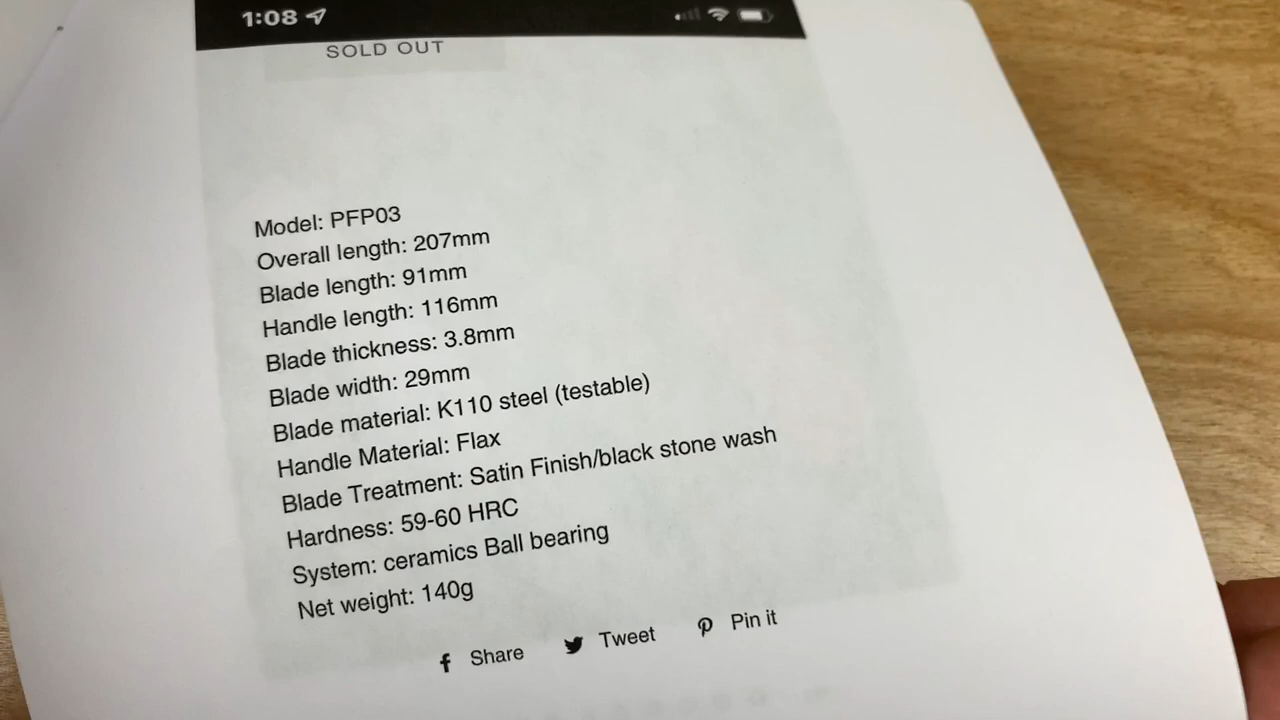 1:08
SOLD OUT
Model: PFP03
Overall length: 207mm
Blade length: 91mm
Handle length: 116mm
Blade thickness: 3.8mm
Blade width: 29mm
Blade material: K110 steel (testable)
Handle Material: Flax
Blade Treatment: Satin Finish/black stone wash
Hardness: 59-60 HRC
System: ceramics Ball bearing
Net weight: 140g
Share Tweet Pin it